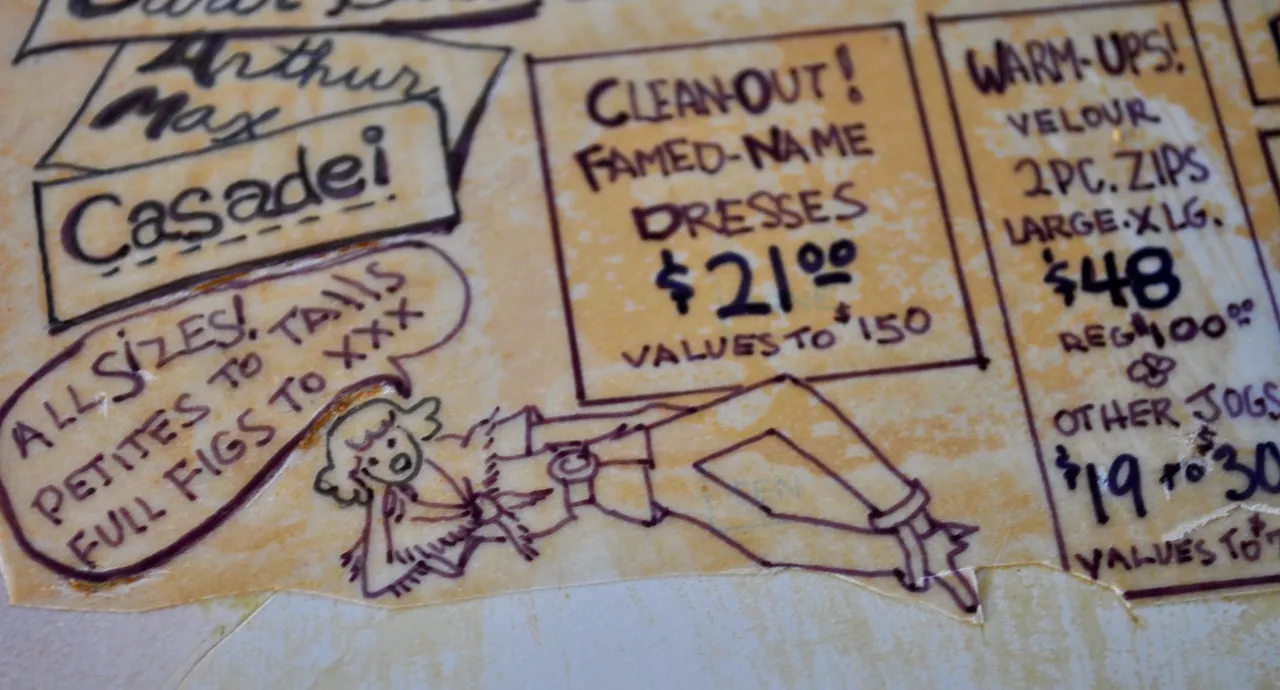 Arthur
Max
Casadei
ALL SIZES!
PETITES TO TALLS
FULL FIGS TO XXX
CLEAN-OUT!
FAMED-NAME
DRESSES
$21.00
VALUES TO $150
WARM-UPS!
VELOUR
2PC. ZIPS
LARGE-XLG.
$48
REG $100.00
OTHER JOGS
$19 TO $30
VALUES TO $